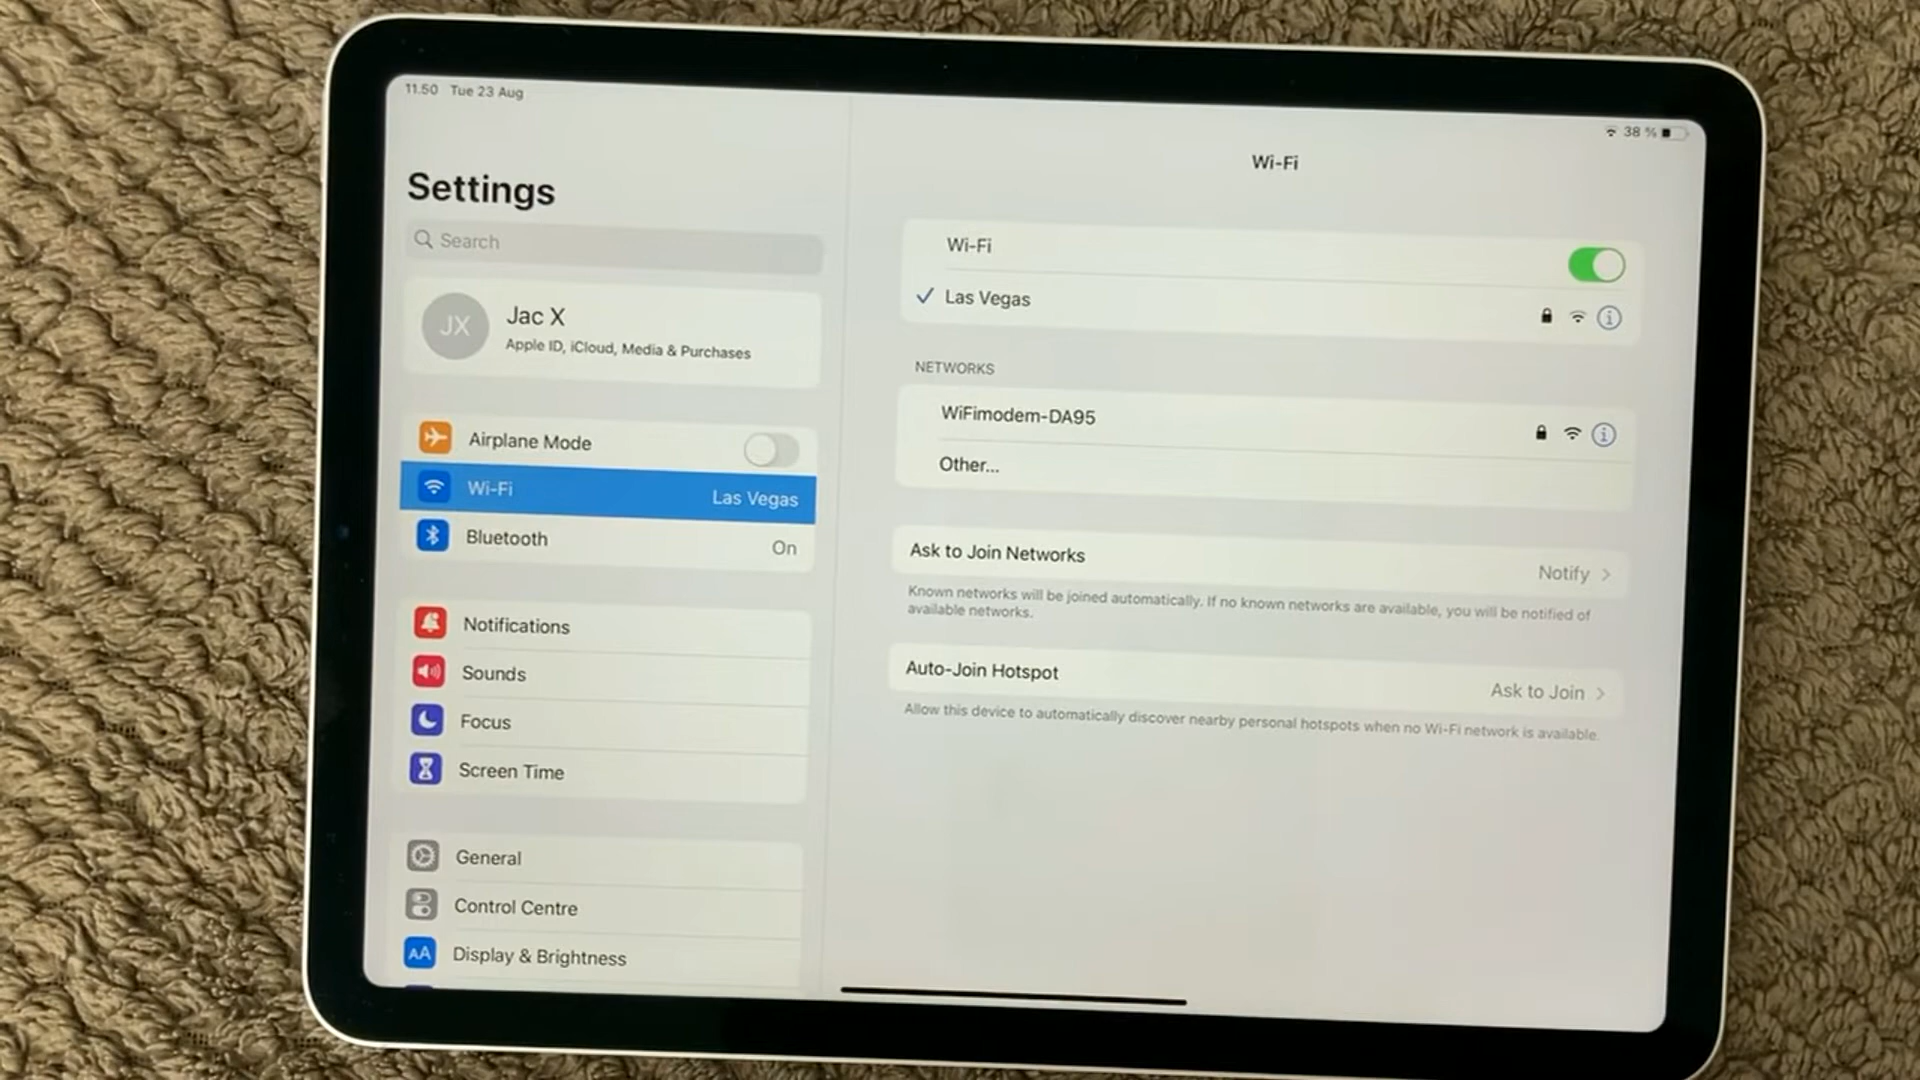 11.50 Tue 23 Aug
38 %
Settings
Search
JX
Jac X
Apple ID, iCloud, Media & Purchases
Airplane Mode
Wi-Fi Las Vegas
Bluetooth On
Notifications
Sounds
Focus
Screen Time
General
Control Centre
AA Display & Brightness
Wi-Fi
Wi-Fi
Las Vegas
NETWORKS
WiFimodem-DA95
Other...
Ask to Join Networks Notify
Known networks will be joined automatically. If no known networks are available, you will be notified of
available networks.
Auto-Join Hotspot Ask to Join
Allow this device to automatically discover nearby personal hotspots when no Wi-Fi network is available.